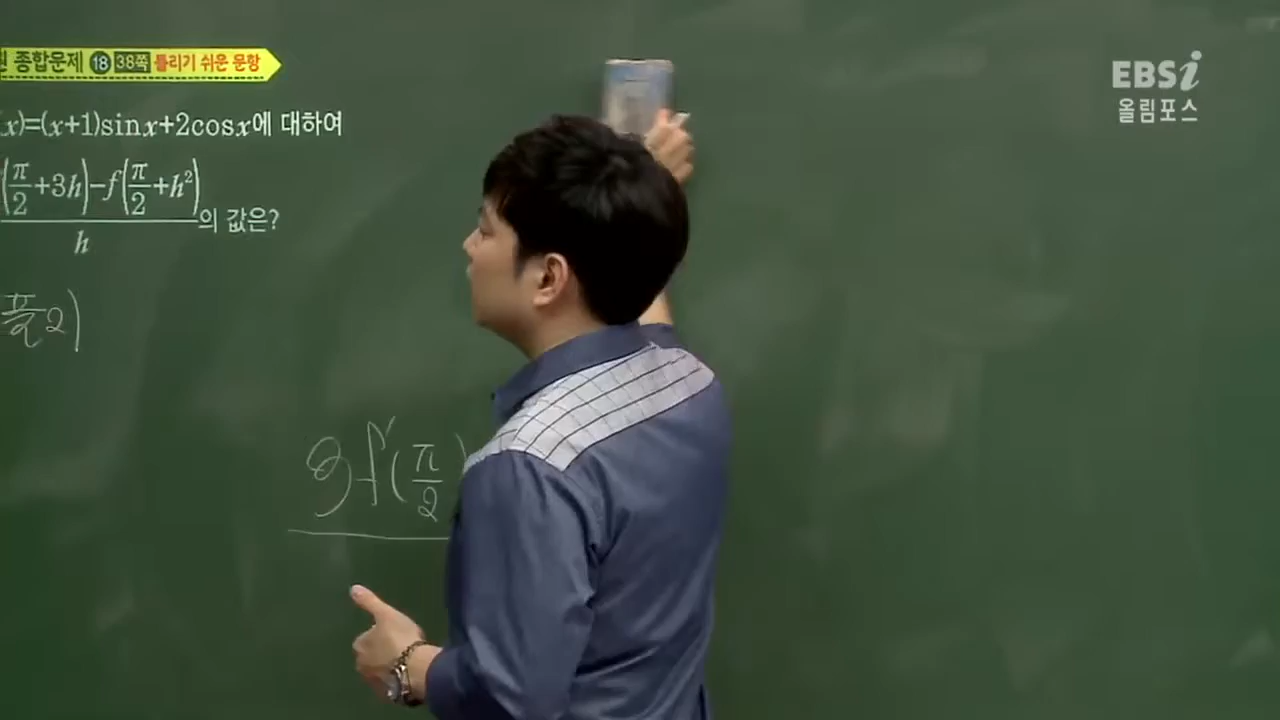 종합문제 18 38쪽 틀리기 쉬운 문항
EBSi
올림포스
x)=(x+1)sinx+2cosx에 대하여
(π/2+3h)-f(π/2+h²)
h
의 값은?
3f'(π/2)